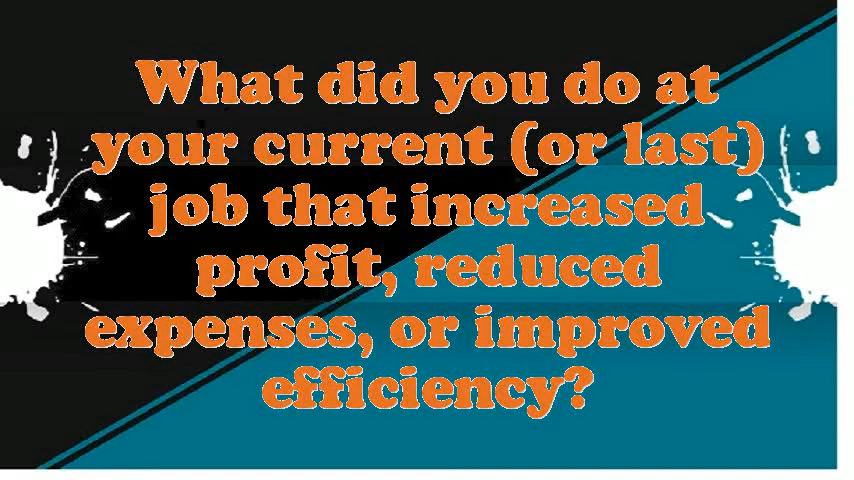 What did you do at
your current (or last)
job that increased
profit, reduced
expenses, or improved
efficiency?